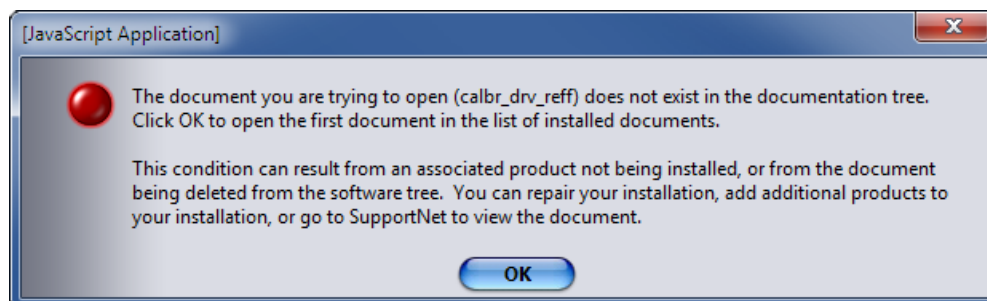 [JavaScript Application]
The document you are trying to open (calbr_drv_reff) does not exist in the documentation tree.
Click OK to open the first document in the list of installed documents.
This condition can result from an associated product not being installed, or from the document
being deleted from the software tree.  You can repair your installation, add additional products to
your installation, or go to SupportNet to view the document.
OK